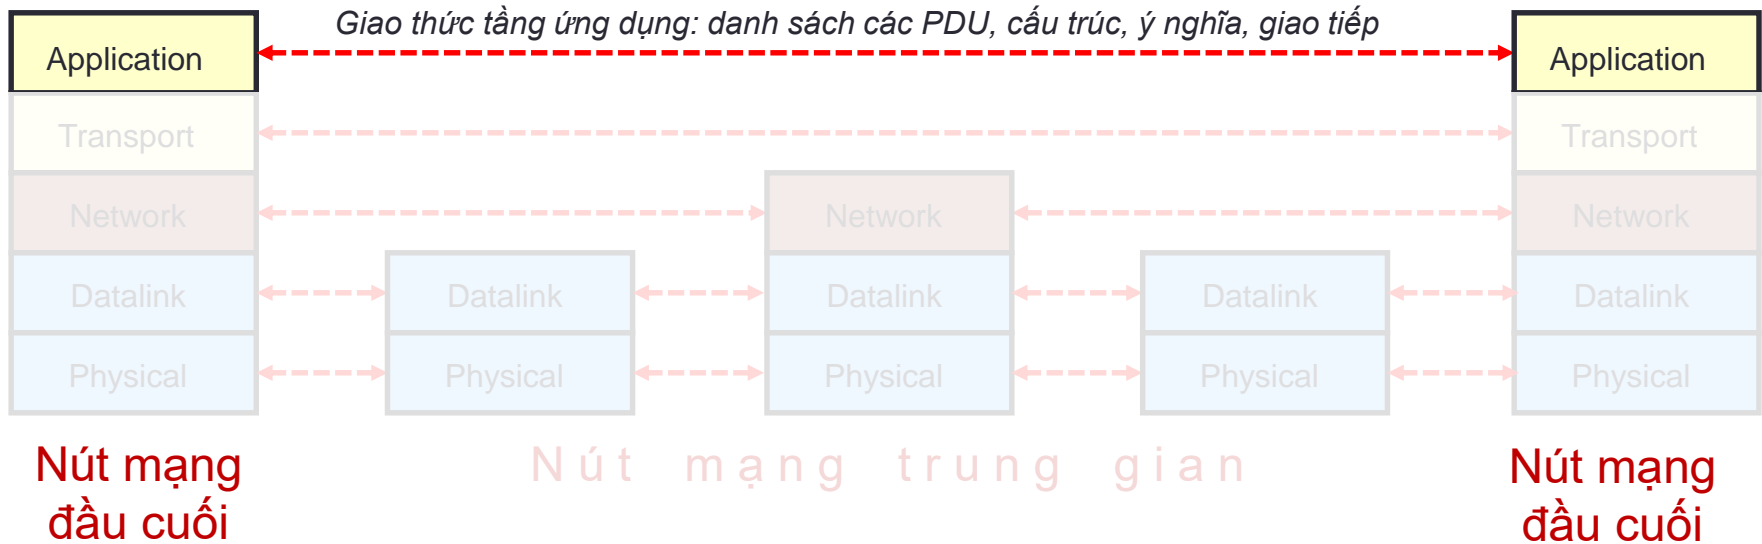 Giao thức tầng ứng dụng: danh sách các PDU, cấu trúc, ý nghĩa, giao tiếp
Application
Application
Transport
Transport
Network
Network
Network
Datalink
Datalink
Datalink
Datalink
Datalink
Physical
Physical
Physical
Physical
Physical
Nút mạng
đầu cuối
Nút mạng trung gian
Nút mạng
đầu cuối